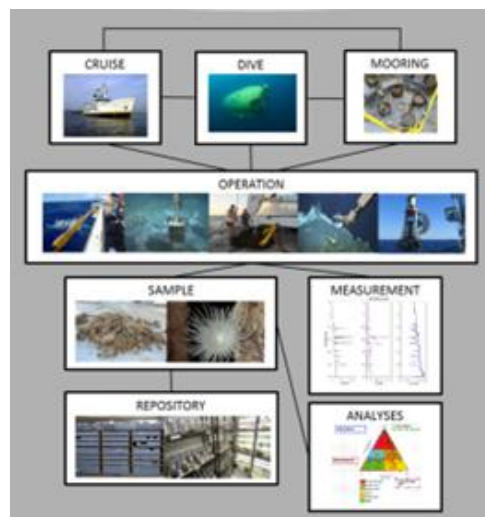 CRUISE
DIVE
MOORING
OPERATION
SAMPLE
MEASUREMENT
REPOSITORY
ANALYSES